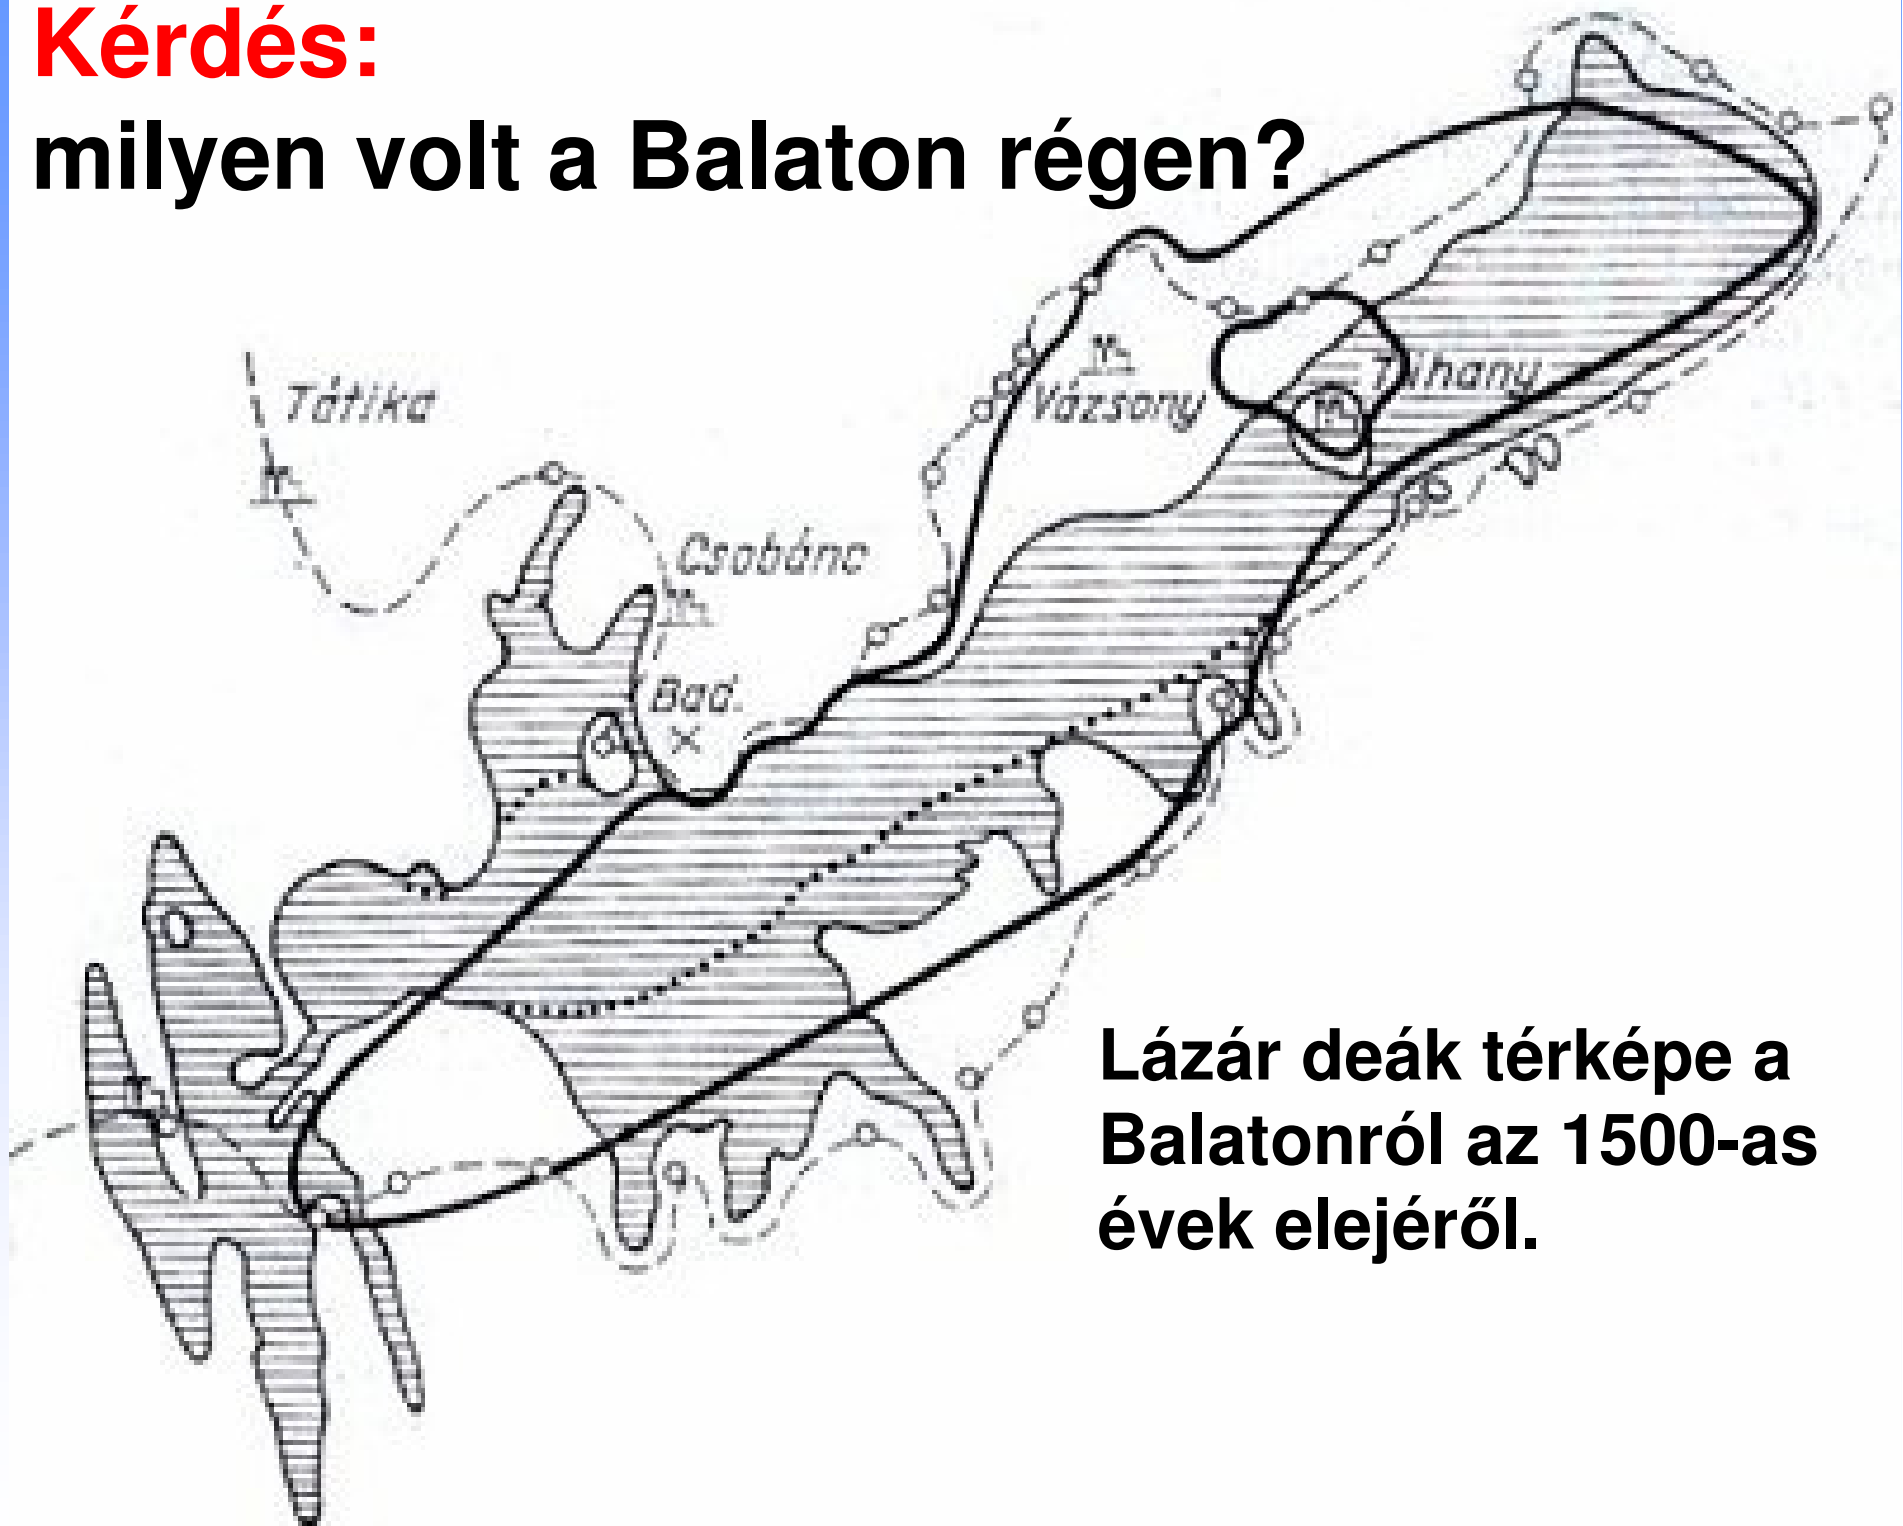 Kérdés:
milyen volt a Balaton régen?
Tátika
Vázsony
Tihany
Csobánc
Bad.
Lázár deák térképe a
Balatonról az 1500-as
évek elejéről.